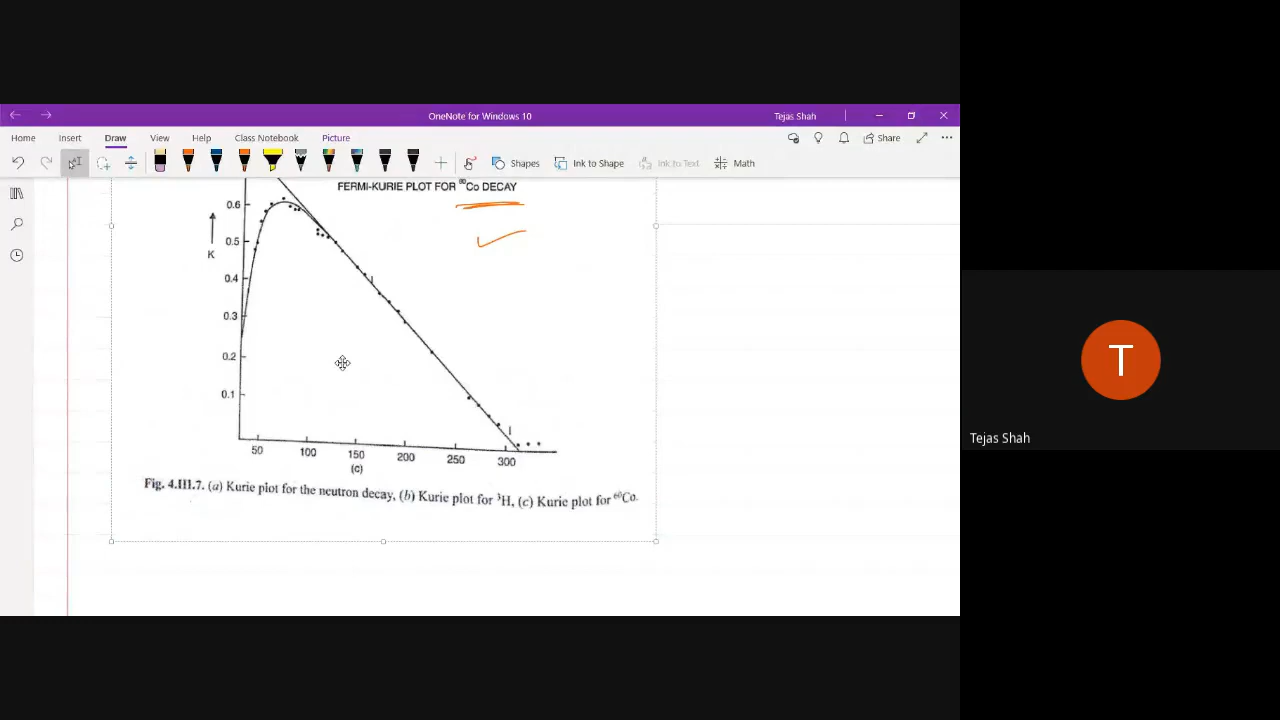 OneNote for Windows 10
Tejas Shah
Home Insert Draw View Help Class Notebook Picture
Share
Shapes Ink to Shape Ink to Text Math
FERMI-KURIE PLOT FOR ⁶⁰Co DECAY
0.6
0.5
K
0.4
0.3
0.2
0.1
50 100 150 200 250 300
(c)
Fig. 4.III.7. (a) Kurie plot for the neutron decay, (b) Kurie plot for ³H, (c) Kurie plot for ⁶⁰Co.
T
Tejas Shah